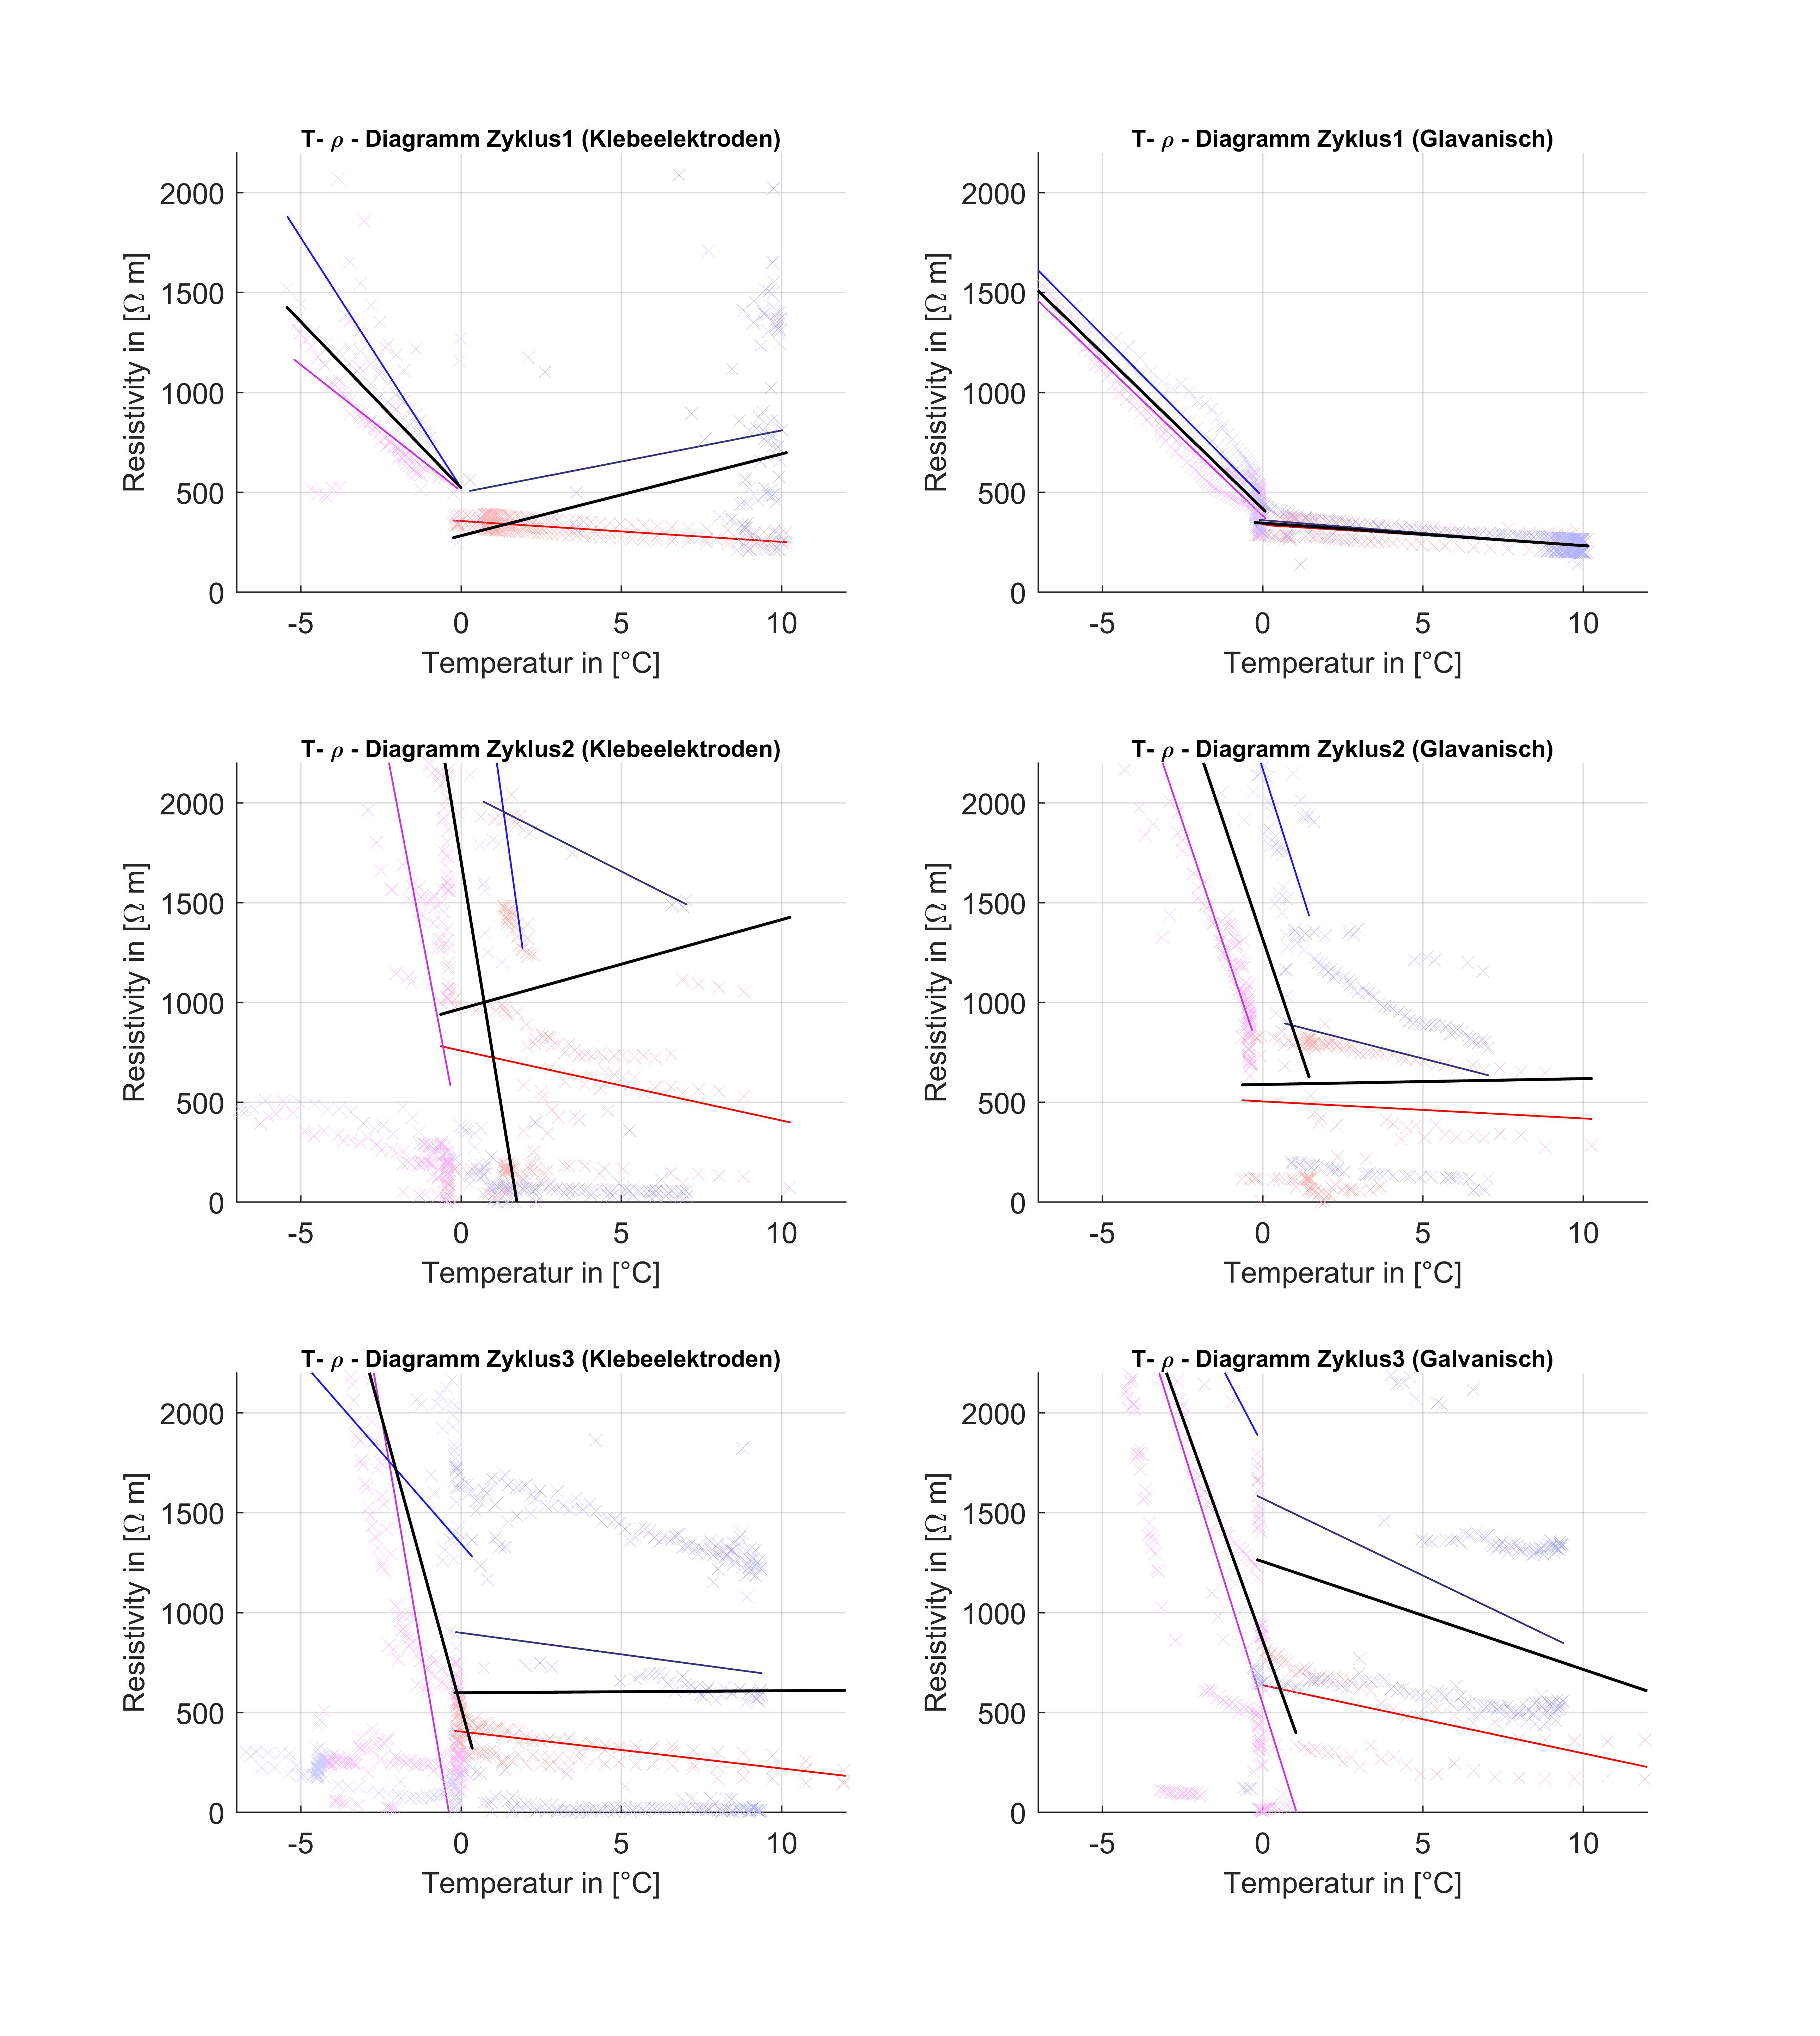 T- ρ - Diagramm Zyklus1 (Klebeelektroden)
2000
1500
1000
500
0
-5 0 5 10
Resistivity in [Ω m]
Temperatur in [°C]
T- ρ - Diagramm Zyklus1 (Glavanisch)
2000
1500
1000
500
0
-5 0 5 10
Resistivity in [Ω m]
Temperatur in [°C]
T- ρ - Diagramm Zyklus2 (Klebeelektroden)
2000
1500
1000
500
0
-5 0 5 10
Resistivity in [Ω m]
Temperatur in [°C]
T- ρ - Diagramm Zyklus2 (Glavanisch)
2000
1500
1000
500
0
-5 0 5 10
Resistivity in [Ω m]
Temperatur in [°C]
T- ρ - Diagramm Zyklus3 (Klebeelektroden)
2000
1500
1000
500
0
-5 0 5 10
Resistivity in [Ω m]
Temperatur in [°C]
T- ρ - Diagramm Zyklus3 (Galvanisch)
2000
1500
1000
500
0
-5 0 5 10
Resistivity in [Ω m]
Temperatur in [°C]